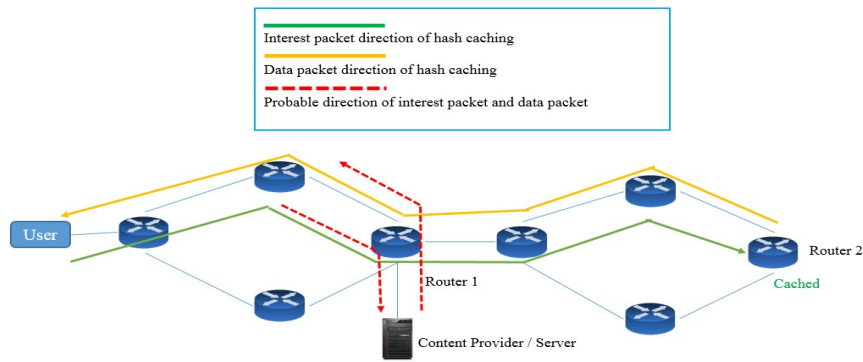 Interest packet direction of hash caching
Data packet direction of hash caching
Probable direction of interest packet and data packet
User
Router 2
Cached
Router 1
Content Provider / Server